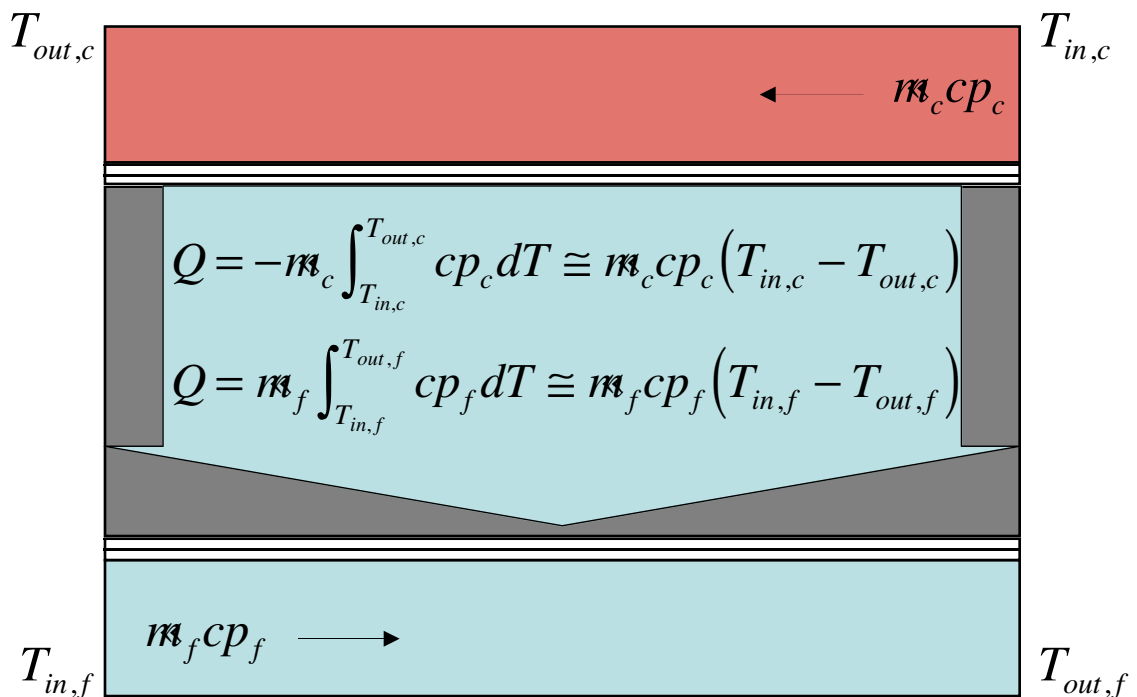 T_{out,c} T_{in,c}
ṁ_c cp_c
Q = -ṁ_c ∫_{T_{in,c}}^{T_{out,c}} cp_c dT ≅ ṁ_c cp_c (T_{in,c} - T_{out,c})
Q = ṁ_f ∫_{T_{in,f}}^{T_{out,f}} cp_f dT ≅ ṁ_f cp_f (T_{in,f} - T_{out,f})
ṁ_f cp_f
T_{in,f} T_{out,f}